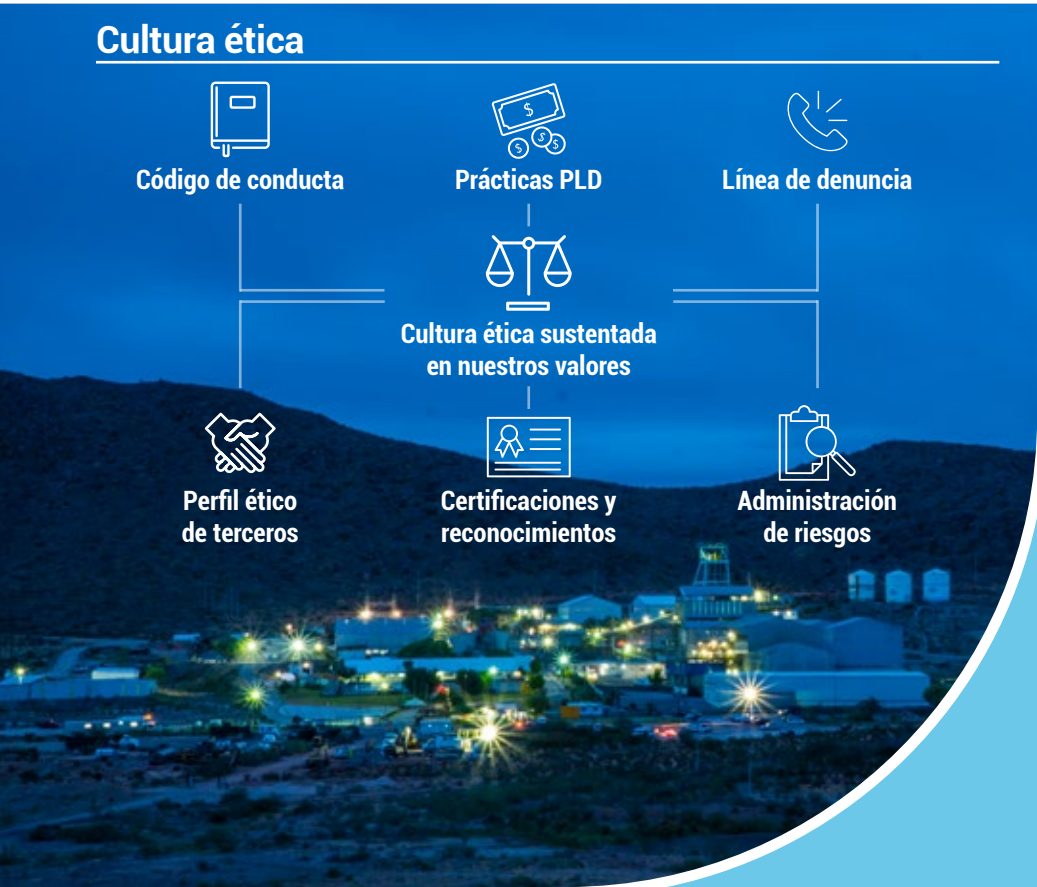 Cultura ética
Código de conducta
Prácticas PLD
Línea de denuncia
Cultura ética sustentada
en nuestros valores
Perfil ético
de terceros
Certificaciones y
reconocimientos
Administración
de riesgos